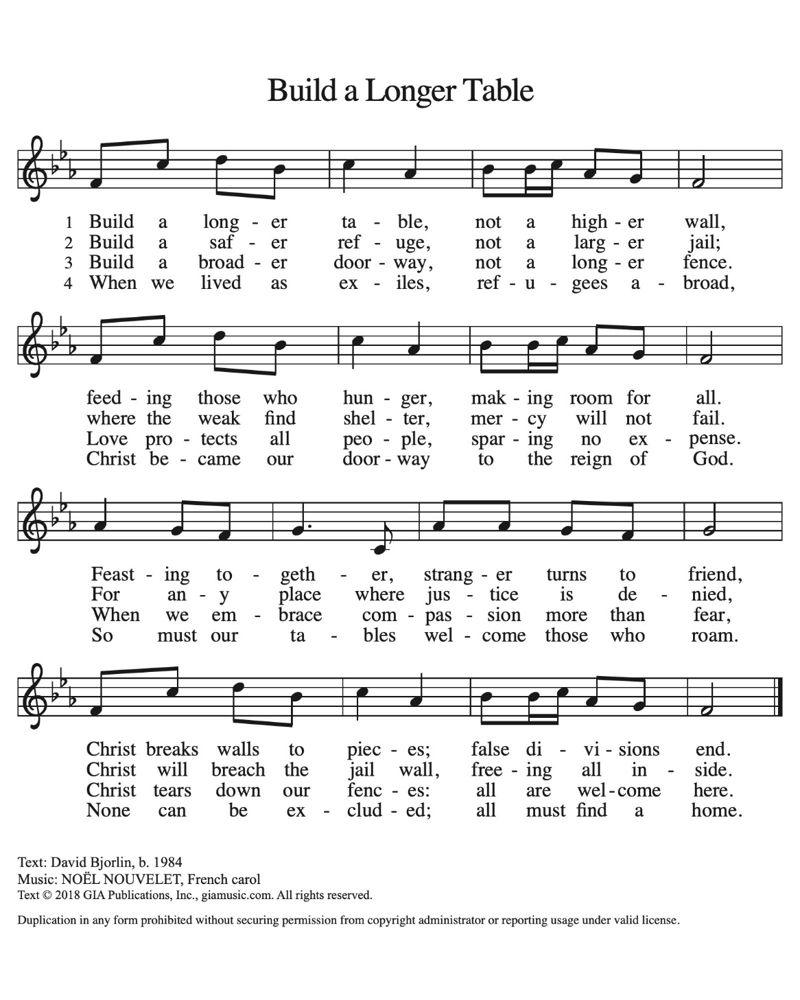 Build a Longer Table
1 Build a long - er ta - ble, not a high - er wall,
2 Build a saf - er ref - uge, not a larg - er jail;
3 Build a broad - er door - way, not a long - er fence.
4 When we lived as ex - iles, ref - u - gees a - broad,
feed - ing those who hun - ger, mak - ing room for all.
where the weak find shel - ter, mer - cy will not fail.
Love pro - tects all peo - ple, spar - ing no ex - pense.
Christ be - came our door - way to the reign of God.
Feast - ing to - geth - er, strang - er turns to friend,
For an - y place where jus - tice is de - nied,
When we em - brace com - pas - sion more than fear,
So must our ta - bles wel - come those who roam.
Christ breaks walls to piec - es; false di - vi - sions end.
Christ will breach the jail wall, free - ing all in - side.
Christ tears down our fenc - es: all are wel - come here.
None can be ex - clud - ed; all must find a home.
Text: David Bjorlin, b. 1984
Music: NOËL NOUVELET, French carol
Text © 2018 GIA Publications, Inc., giamusic.com. All rights reserved.
Duplication in any form prohibited without securing permission from copyright administrator or reporting usage under valid license.